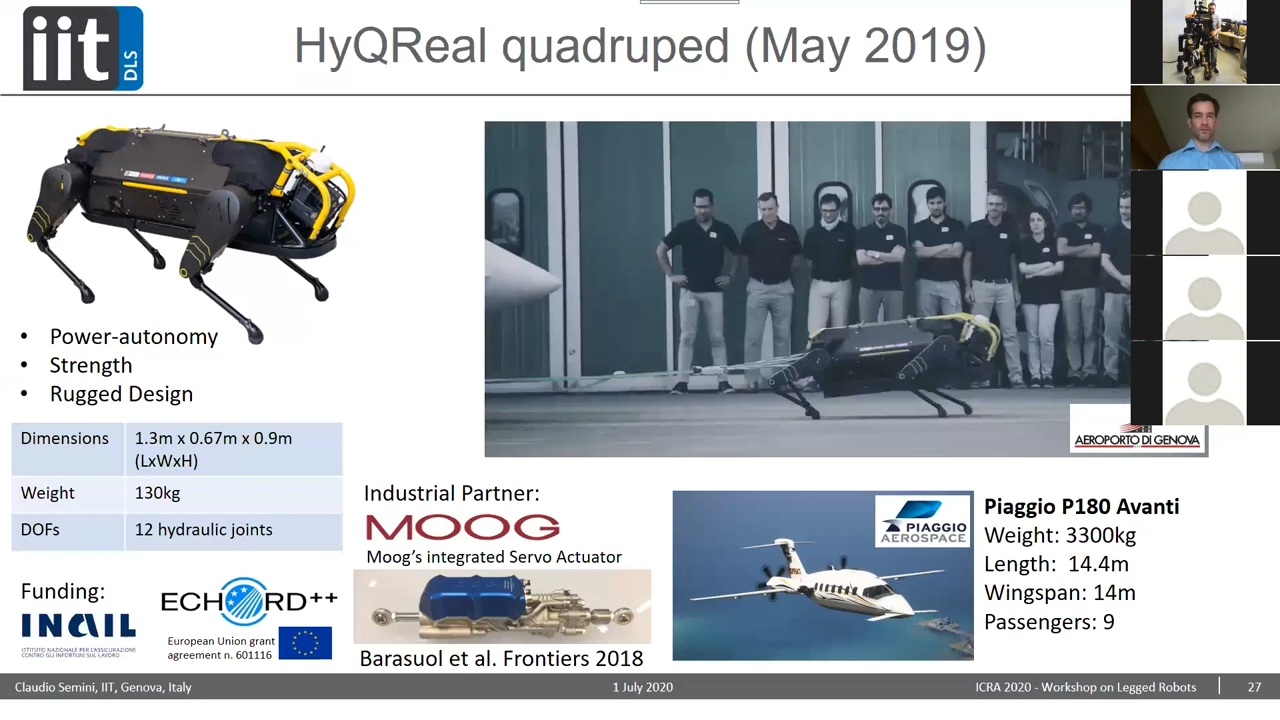 iit
DLS
HyQReal quadruped (May 2019)
• Power-autonomy
• Strength
• Rugged Design
Dimensions 1.3m x 0.67m x 0.9m
(LxWxH)
Weight 130kg
DOFs 12 hydraulic joints
Funding:
INAIL
ISTITUTO NAZIONALE PER L'ASSICURAZIONE
CONTRO GLI INFORTUNI SUL LAVORO
ECHORD++
European Union grant
agreement n. 601116
Industrial Partner:
MOOG
Moog's integrated Servo Actuator
Barasuol et al. Frontiers 2018
AEROPORTO DI GENOVA
PIAGGIO
AEROSPACE
Piaggio P180 Avanti
Weight: 3300kg
Length: 14.4m
Wingspan: 14m
Passengers: 9
Claudio Semini, IIT, Genova, Italy
1 July 2020
ICRA 2020 - Workshop on Legged Robots
27